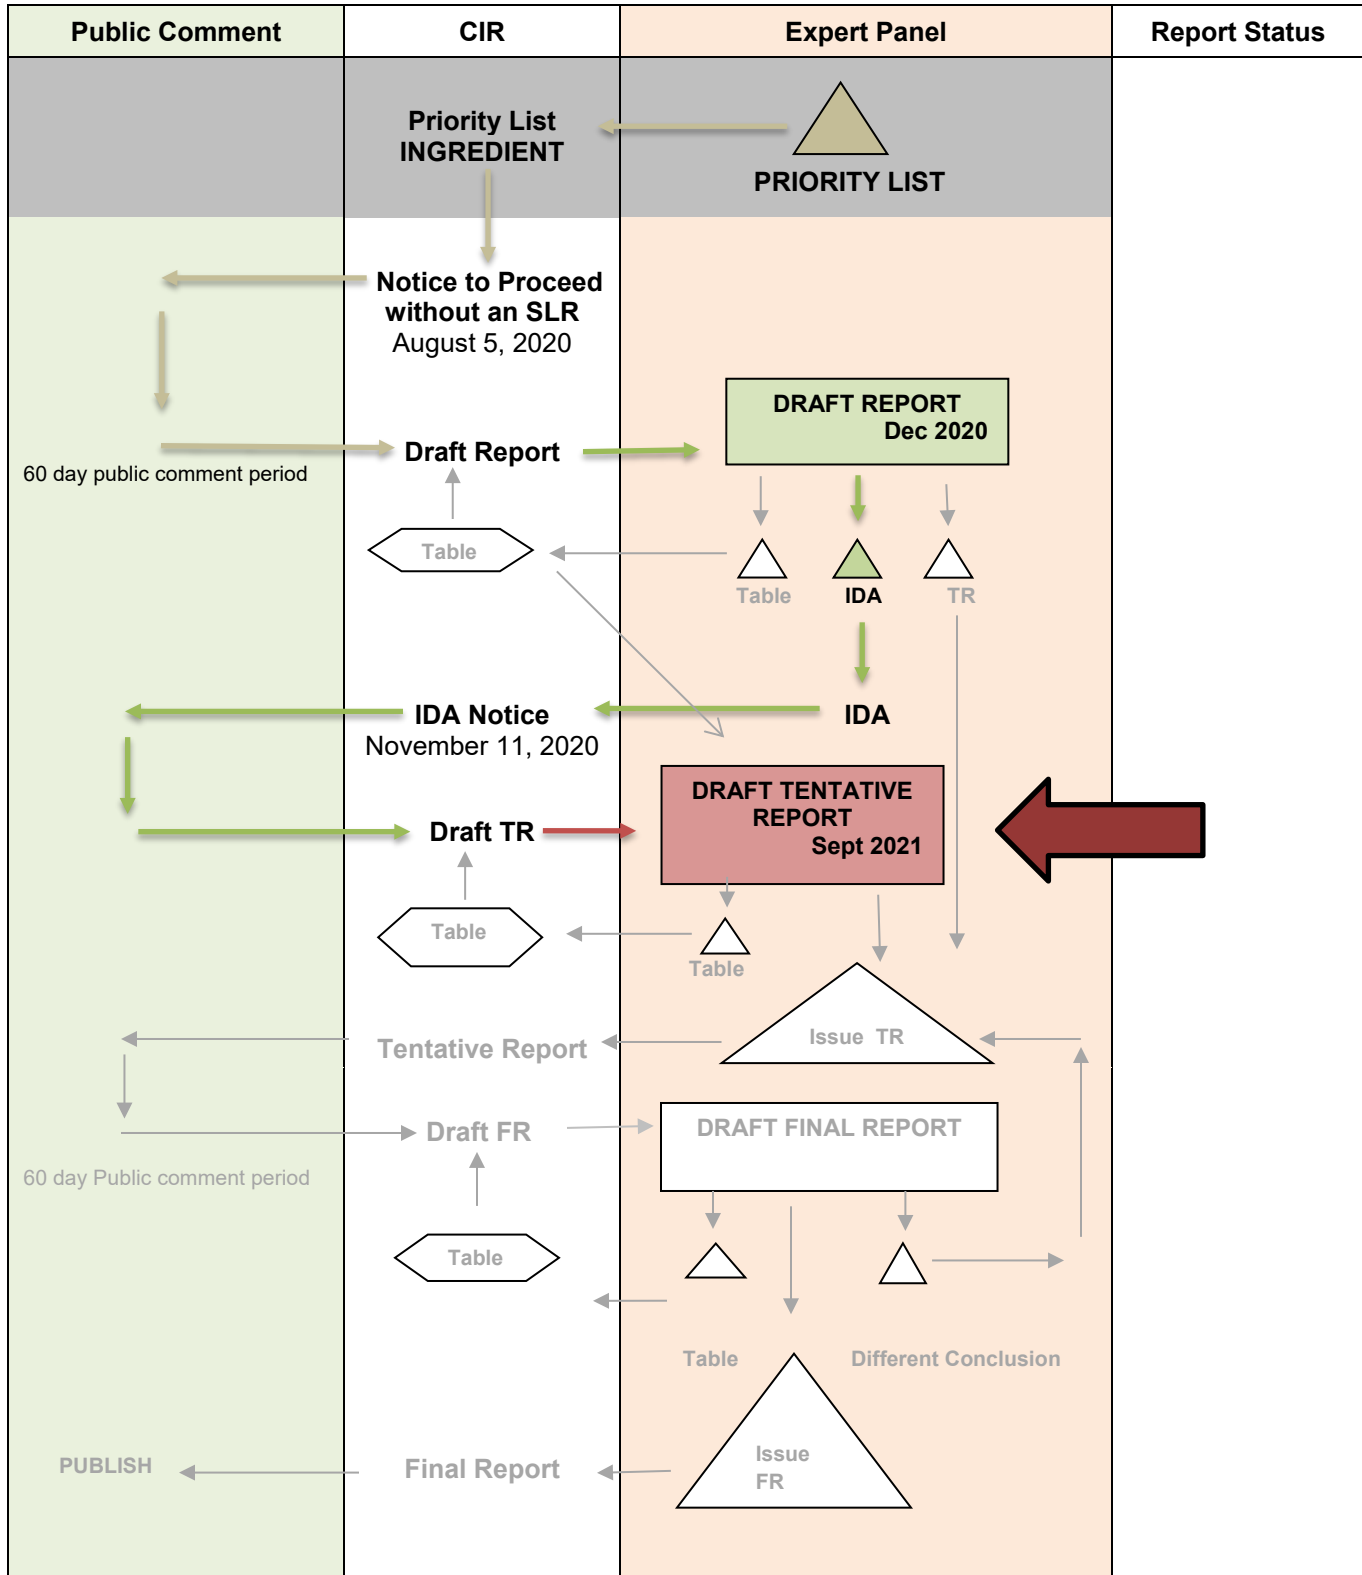 Public Comment
CIR
Expert Panel
Report Status
Priority List
INGREDIENT
PRIORITY LIST
Notice to Proceed
without an SLR
August 5, 2020
DRAFT REPORT
Dec 2020
60 day public comment period
Draft Report
Table
Table
IDA
TR
IDA Notice
November 11, 2020
IDA
DRAFT TENTATIVE
REPORT
Sept 2021
Draft TR
Table
Table
Issue TR
Tentative Report
Draft FR
DRAFT FINAL REPORT
60 day Public comment period
Table
Table
Different Conclusion
PUBLISH
Final Report
Issue
FR